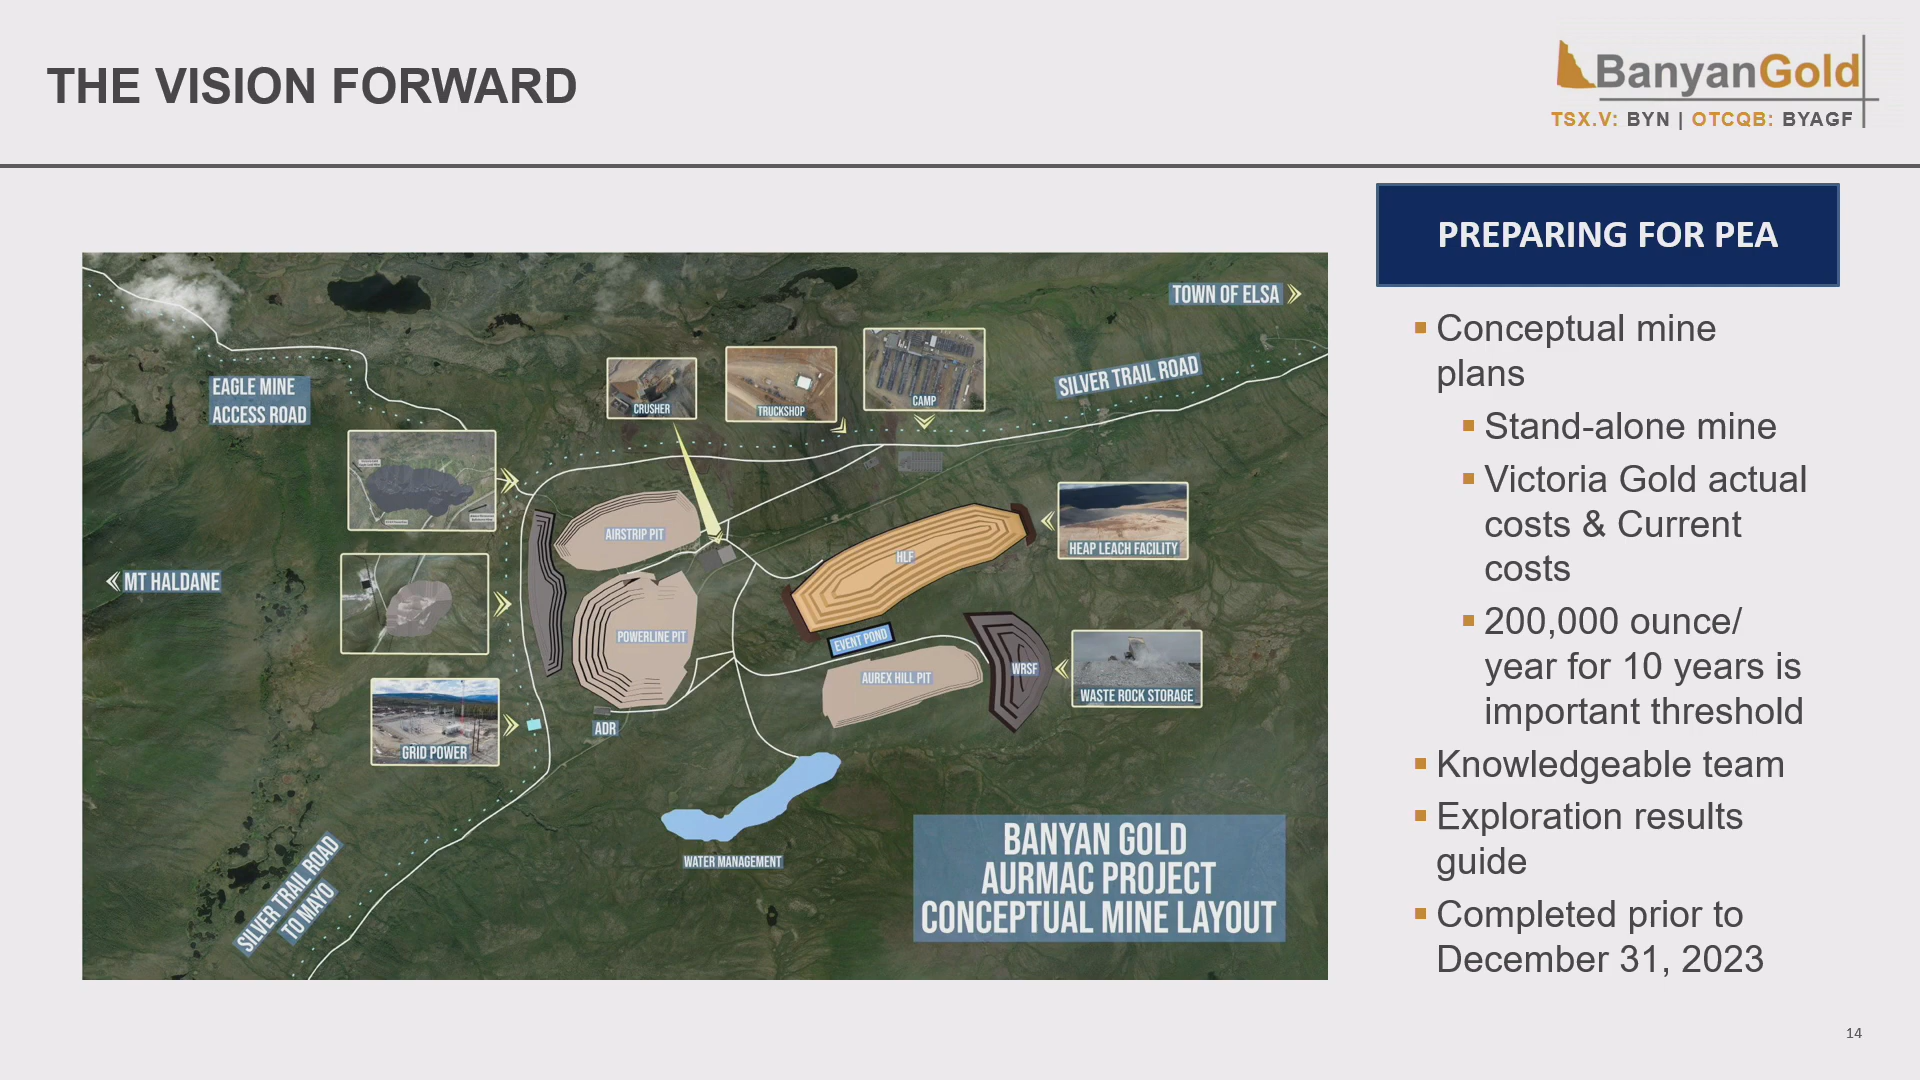 THE VISION FORWARD
BanyanGold
TSX.V: BYN | OTCQB: BYAGF
PREPARING FOR PEA
Conceptual mine
plans
Stand-alone mine
Victoria Gold actual
costs & Current
costs
200,000 ounce/
year for 10 years is
important threshold
Knowledgeable team
Exploration results
guide
Completed prior to
December 31, 2023
TOWN OF ELSA
EAGLE MINE
ACCESS ROAD
CRUSHER
TRUCKSHOP
CAMP
SILVER TRAIL ROAD
AIRSTRIP PIT
HLF
HEAP LEACH FACILITY
MT HALDANE
POWERLINE PIT
EVENT POND
AUREX HILL PIT
WRSF
WASTE ROCK STORAGE
GRID POWER
ADR
WATER MANAGEMENT
SILVER TRAIL ROAD
TO MAYO
BANYAN GOLD
AURMAC PROJECT
CONCEPTUAL MINE LAYOUT
14